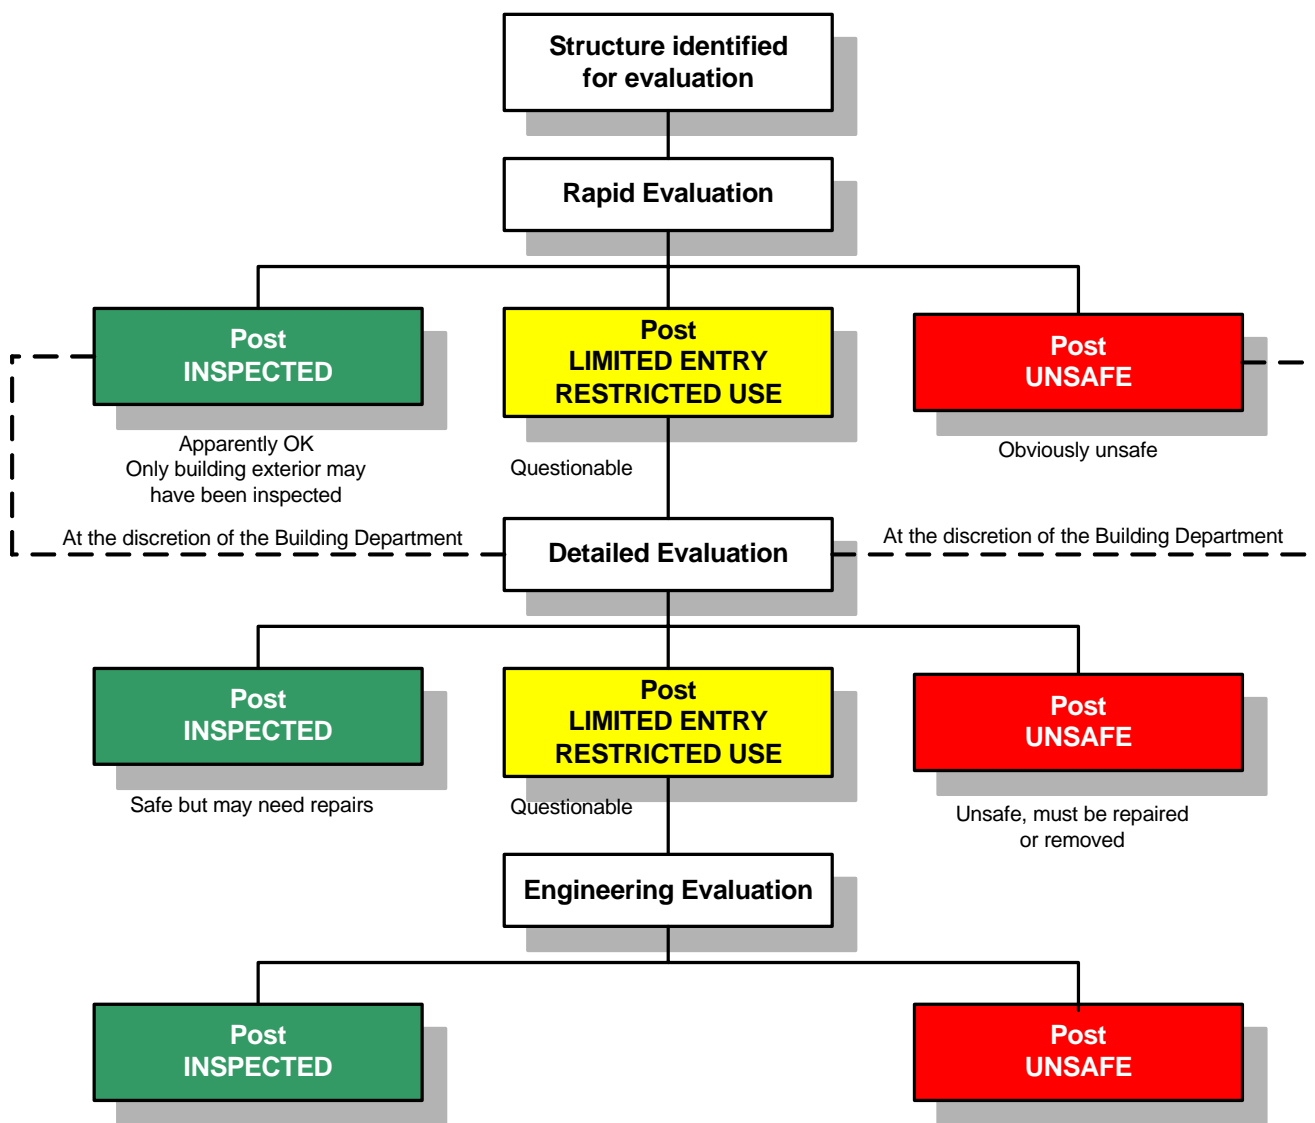 Structure identified
for evaluation
Rapid Evaluation
Post
INSPECTED
Post
LIMITED ENTRY
RESTRICTED USE
Post
UNSAFE
Apparently OK
Only building exterior may
have been inspected
Questionable
Obviously unsafe
At the discretion of the Building Department
Detailed Evaluation
At the discretion of the Building Department
Post
INSPECTED
Post
LIMITED ENTRY
RESTRICTED USE
Post
UNSAFE
Safe but may need repairs
Questionable
Unsafe, must be repaired
or removed
Engineering Evaluation
Post
INSPECTED
Post
UNSAFE